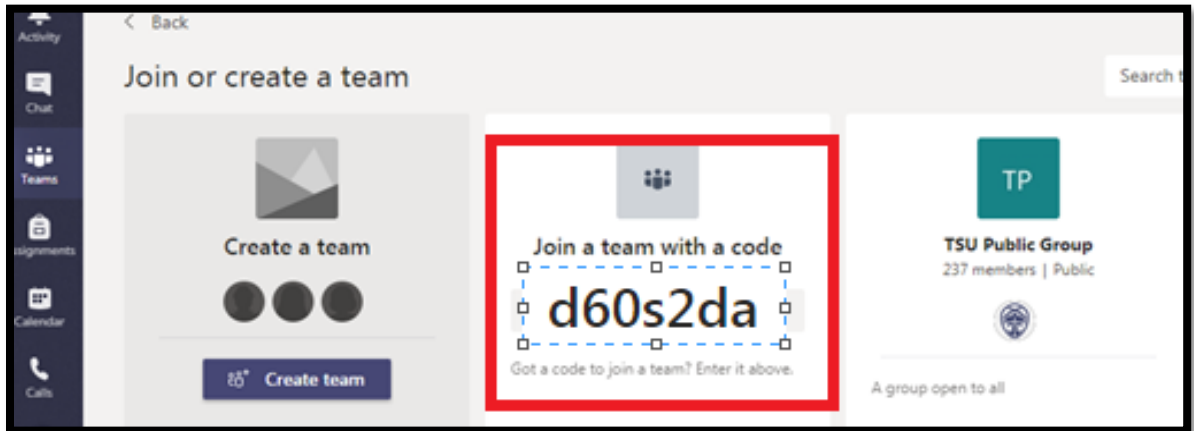 Activity
< Back
Join or create a team
Search t
Chat
Teams
TP
Create a team
Join a team with a code
TSU Public Group
237 members | Public
ssignments
d60s2da
Calendar
Got a code to join a team? Enter it above.
Create team
A group open to all
Calls